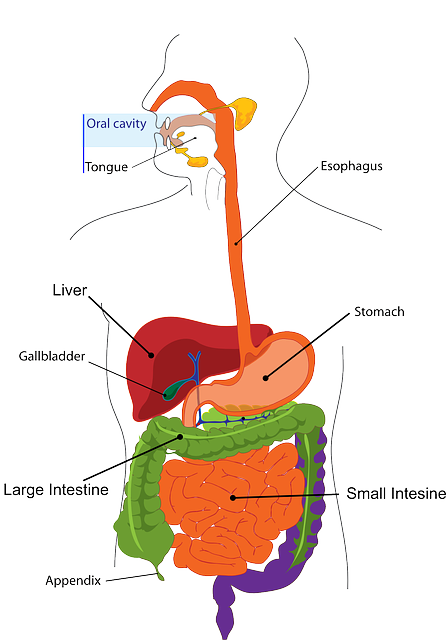 Oral cavity
Tongue
Esophagus
Liver
Stomach
Gallbladder
Large Intestine
Small Intesine
Appendix